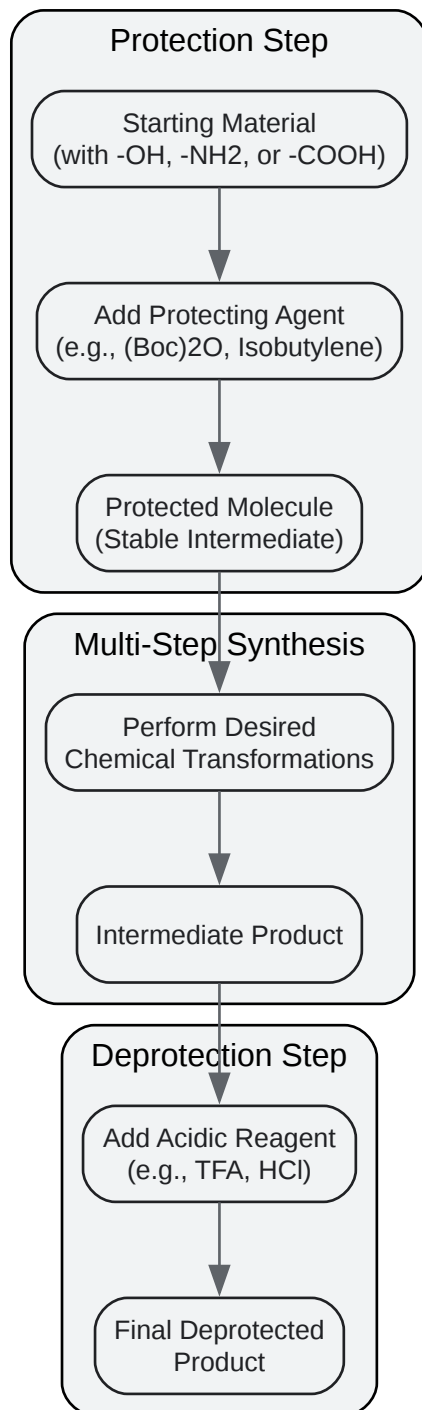 Protection Step
Starting Material
(with -OH, -NH2, or -COOH)
Add Protecting Agent
(e.g., (Boc)2O, Isobutylene)
Protected Molecule
(Stable Intermediate)
Multi-Step Synthesis
Perform Desired
Chemical Transformations
Intermediate Product
Deprotection Step
Add Acidic Reagent
(e.g., TFA, HCl)
Final Deprotected
Product